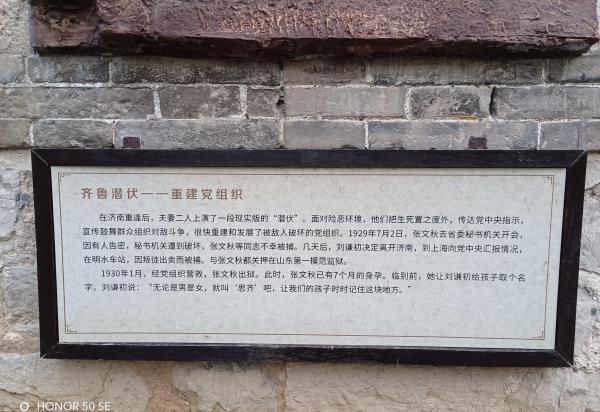 齐鲁潜伏——重建党组织
在济南重逢后，夫妻二人上演了一段现实版的“潜伏”。面对险恶环境，他们把生死置之度外，传达党中央指示，
宣传鼓舞群众组织对敌斗争，很快重建和发展了被敌人破坏的党组织。1929年7月2日，张文秋去省委秘书机关开会，
因有人告密，秘书机关遭到破坏，张文秋等同志不幸被捕。几天后，刘谦初决定离开济南，到上海向党中央汇报情况，
在明水车站，因叛徒出卖而被捕。与张文秋都关押在山东第一模范监狱。
1930年1月，经党组织营救，张文秋出狱。此时，张文秋已有7个月的身孕。临别前，她让刘谦初给孩子取个名
字。刘谦初说：“无论是男是女，就叫‘思齐’吧，让我们的孩子时时记住这块地方。”
HONOR 50 SE